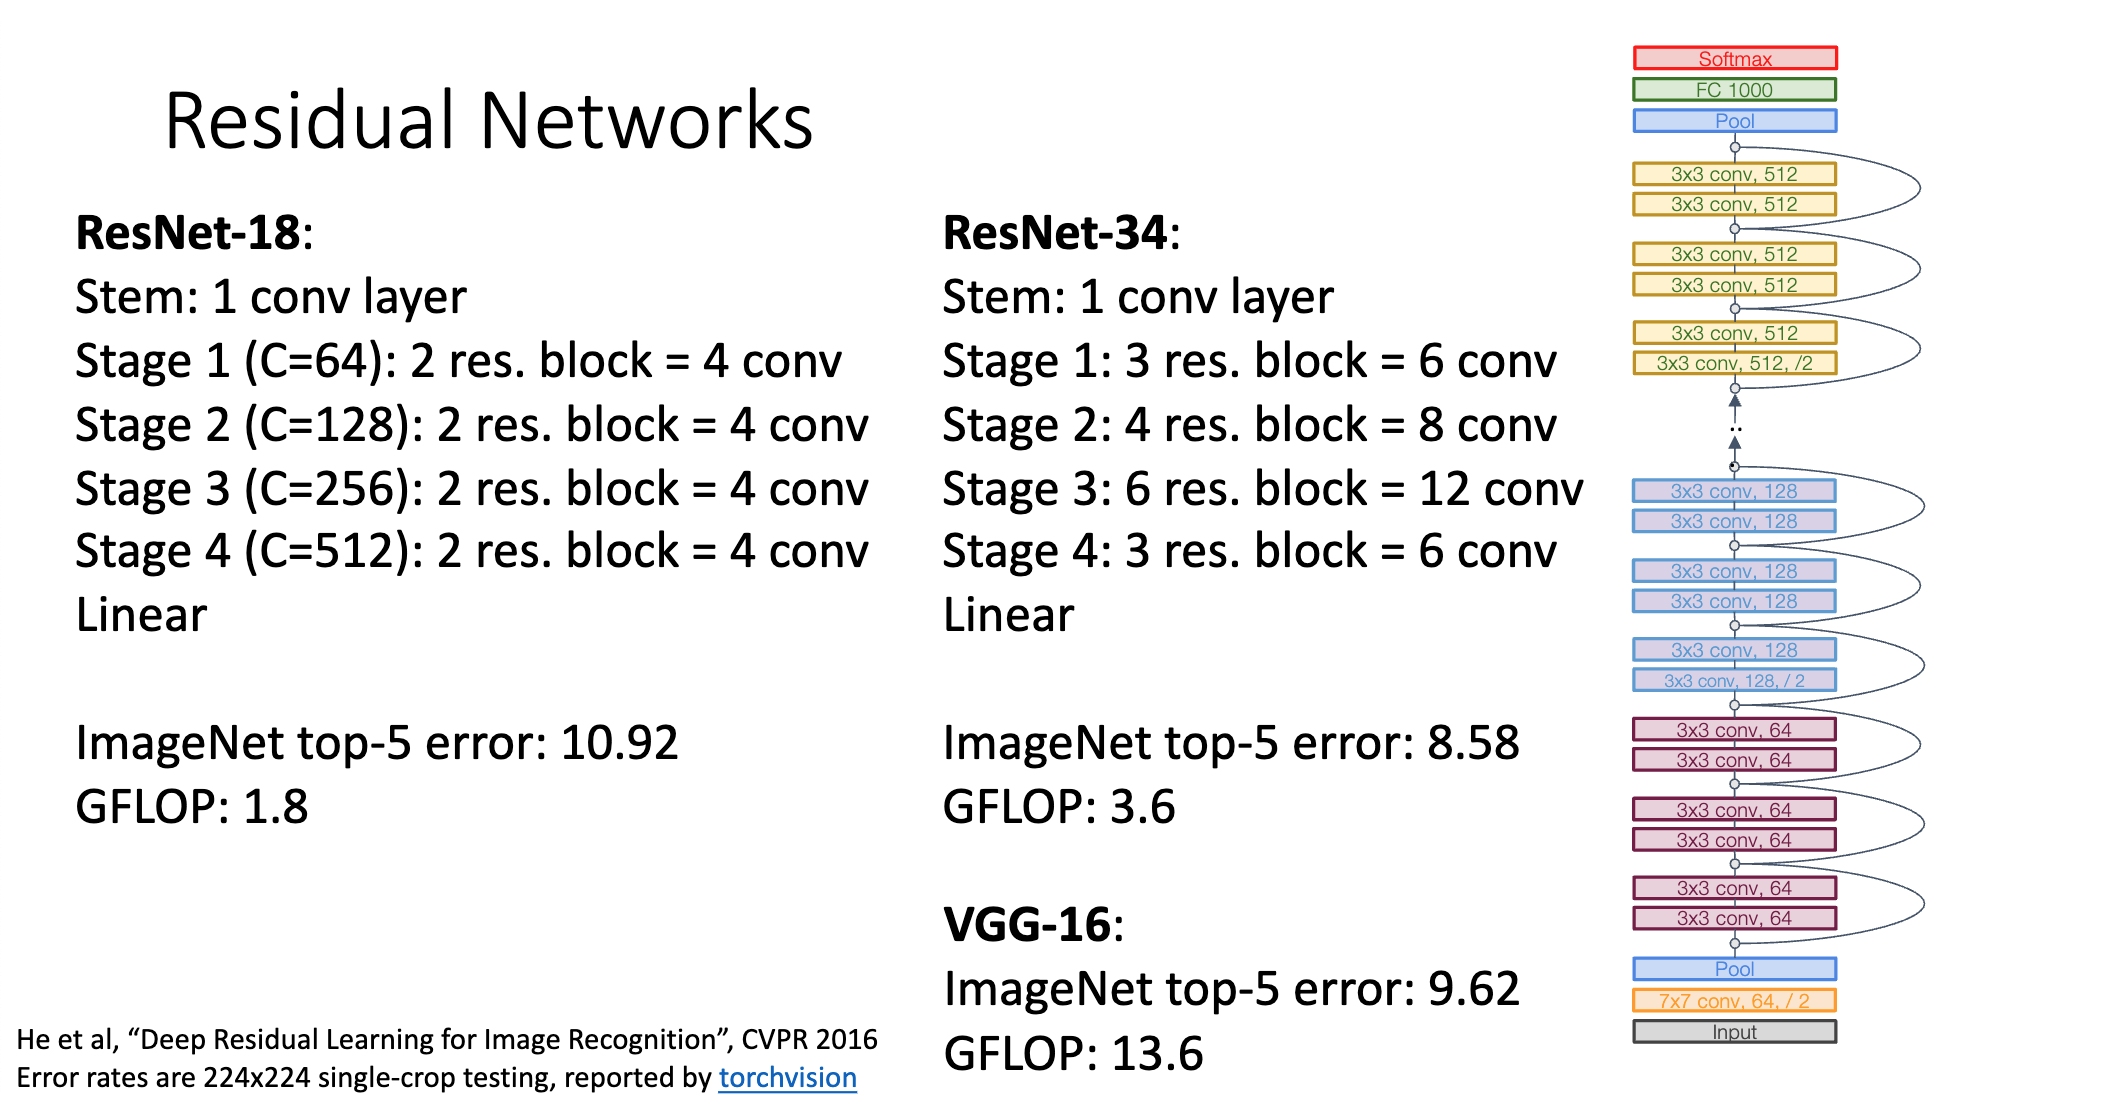 Residual Networks
ResNet-18:
Stem: 1 conv layer
Stage 1 (C=64): 2 res. block = 4 conv
Stage 2 (C=128): 2 res. block = 4 conv
Stage 3 (C=256): 2 res. block = 4 conv
Stage 4 (C=512): 2 res. block = 4 conv
Linear
ImageNet top-5 error: 10.92
GFLOP: 1.8
ResNet-34:
Stem: 1 conv layer
Stage 1: 3 res. block = 6 conv
Stage 2: 4 res. block = 8 conv
Stage 3: 6 res. block = 12 conv
Stage 4: 3 res. block = 6 conv
Linear
ImageNet top-5 error: 8.58
GFLOP: 3.6
VGG-16:
ImageNet top-5 error: 9.62
GFLOP: 13.6
He et al, “Deep Residual Learning for Image Recognition”, CVPR 2016
Error rates are 224x224 single-crop testing, reported by torchvision
Softmax
FC 1000
Pool
3x3 conv, 512
3x3 conv, 512
3x3 conv, 512
3x3 conv, 512
3x3 conv, 512
3x3 conv, 512, /2
..
3x3 conv, 128
3x3 conv, 128
3x3 conv, 128
3x3 conv, 128
3x3 conv, 128
3x3 conv, 128, / 2
3x3 conv, 64
3x3 conv, 64
3x3 conv, 64
3x3 conv, 64
3x3 conv, 64
3x3 conv, 64
Pool
7x7 conv, 64, / 2
Input